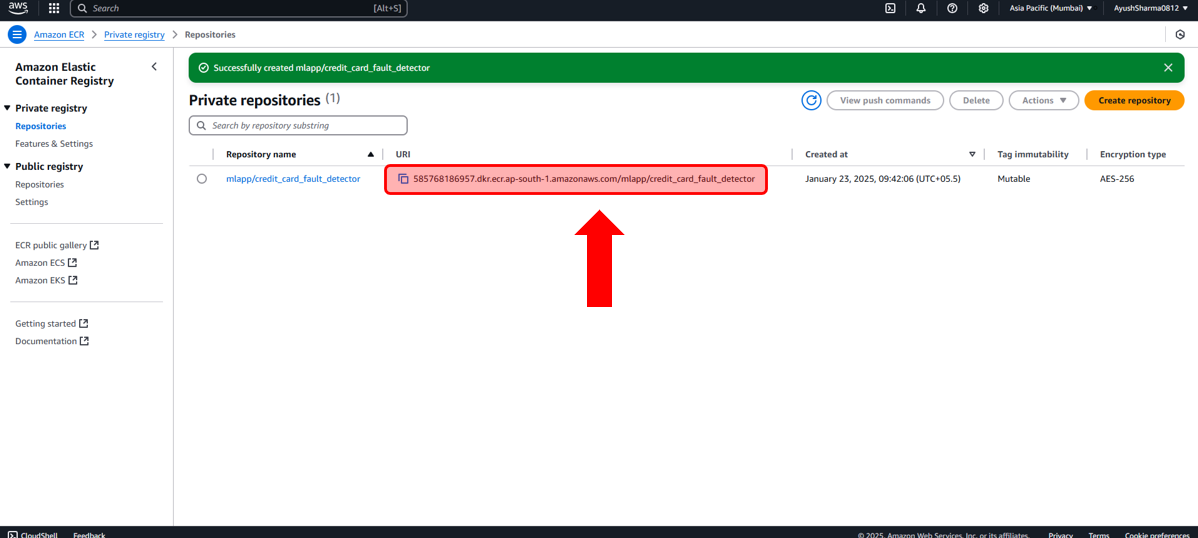 aws
Search [Alt+S]
Asia Pacific (Mumbai) ▼
AyushSharma0812 ▼
Amazon ECR > Private registry > Repositories
Amazon Elastic
Container Registry
Private registry
Repositories
Features & Settings
Public registry
Repositories
Settings
ECR public gallery
Amazon ECS
Amazon EKS
Getting started
Documentation
Successfully created mlapp/credit_card_fault_detector
Private repositories (1)
View push commands
Delete
Actions ▼
Create repository
Search by repository substring
Repository name URI Created at Tag immutability Encryption type
mlapp/credit_card_fault_detector 585768186957.dkr.ecr.ap-south-1.amazonaws.com/mlapp/credit_card_fault_detector January 23, 2025, 09:42:06 (UTC+05.5) Mutable AES-256
CloudShell Feedback © 2025, Amazon Web Services, Inc. or its affiliates. Privacy Terms Cookie preferences